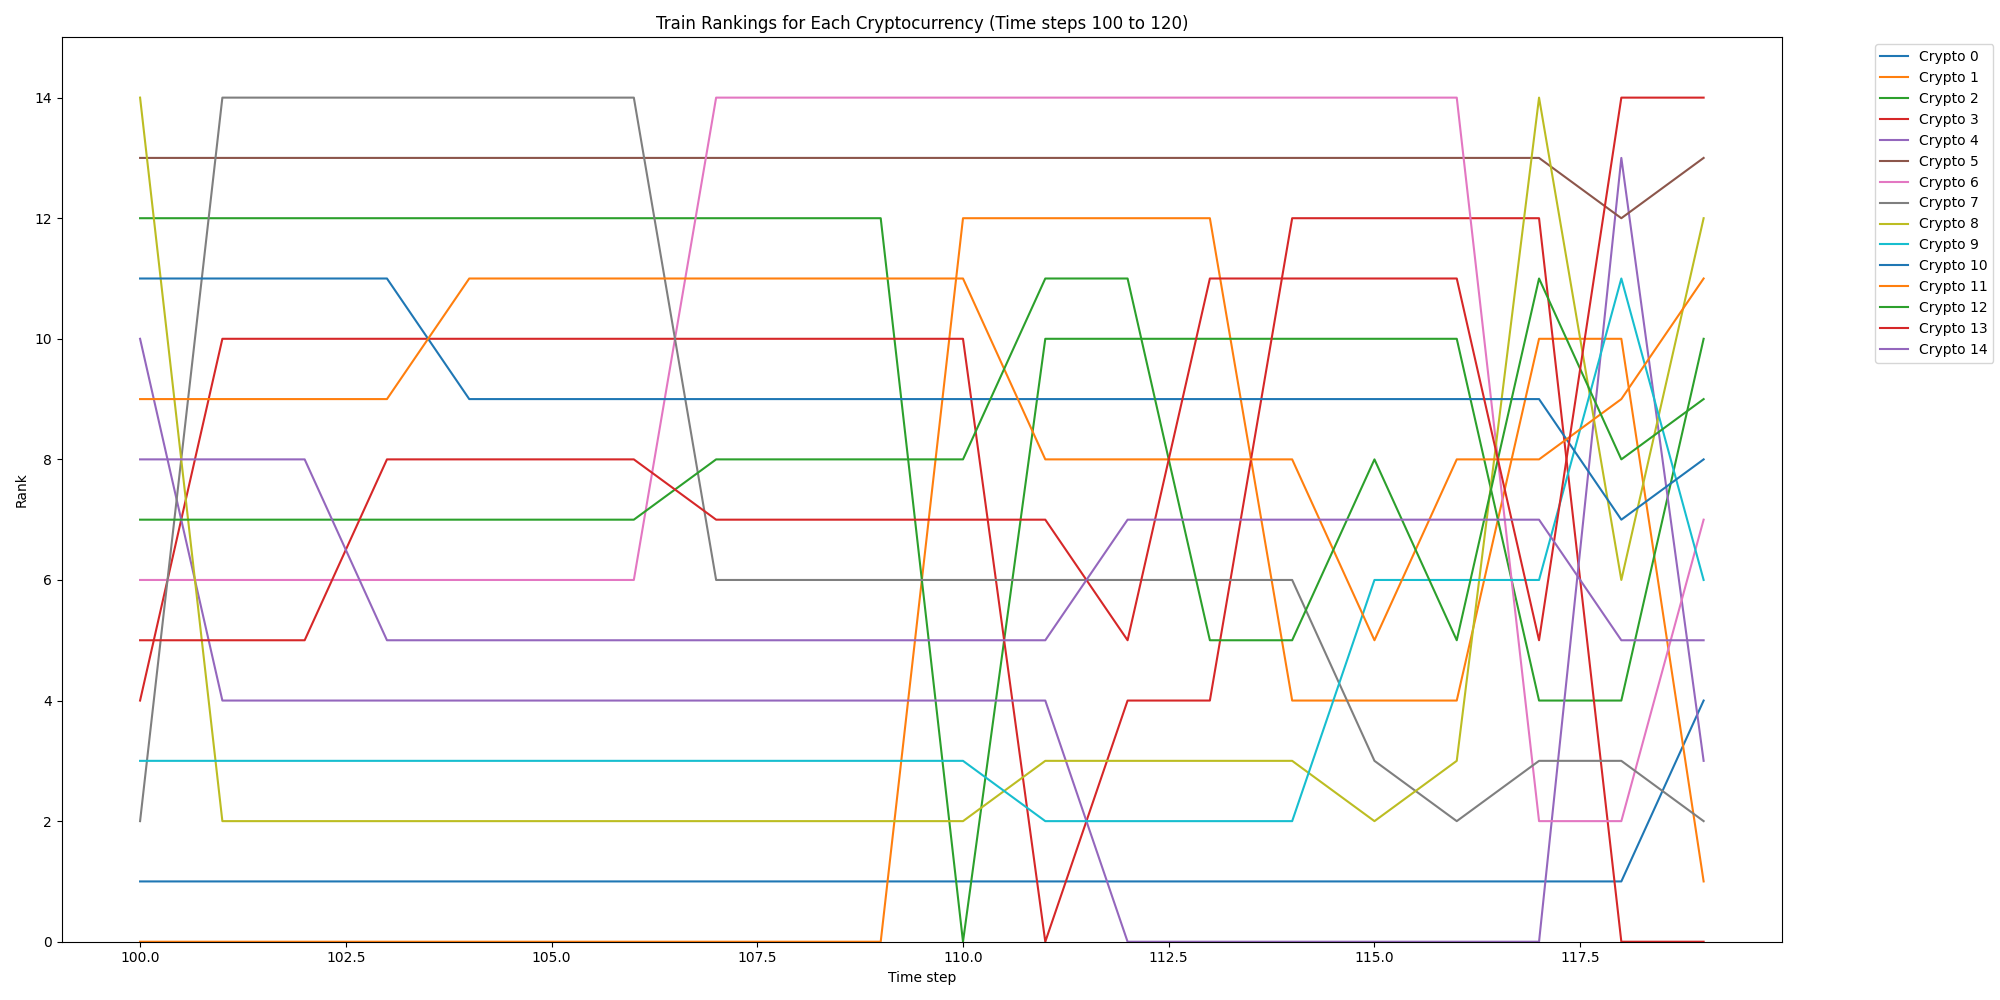 Train Rankings for Each Cryptocurrency (Time steps 100 to 120)
Rank
14
12
10
8
6
4
2
0
100.0 102.5 105.0 107.5 110.0 112.5 115.0 117.5
Time step
Crypto 0
Crypto 1
Crypto 2
Crypto 3
Crypto 4
Crypto 5
Crypto 6
Crypto 7
Crypto 8
Crypto 9
Crypto 10
Crypto 11
Crypto 12
Crypto 13
Crypto 14